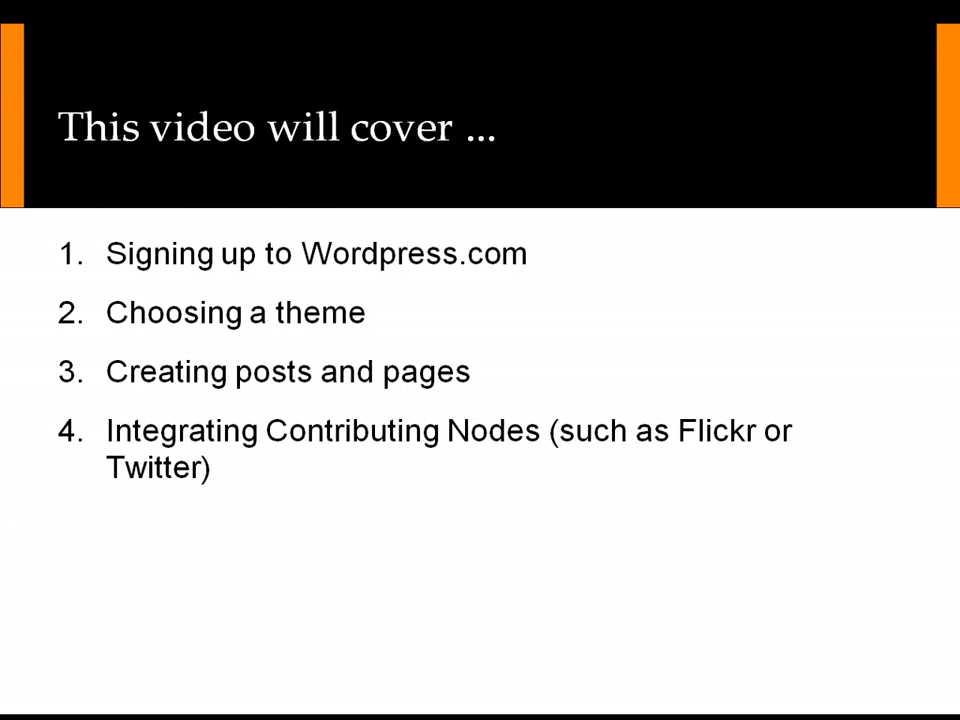 This video will cover ...
1. Signing up to Wordpress.com
2. Choosing a theme
3. Creating posts and pages
4. Integrating Contributing Nodes (such as Flickr or
Twitter)